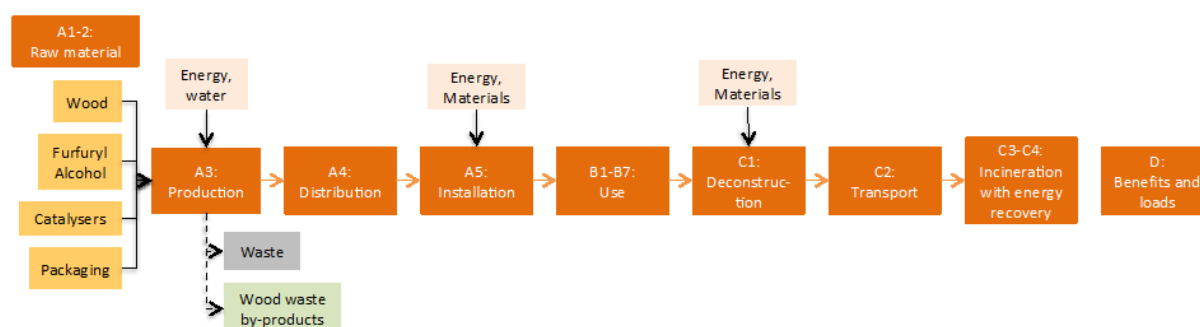 A1-2:
Raw material
Wood
Furfuryl
Alcohol
Catalysers
Packaging
Energy,
water
A3:
Production
Waste
Wood waste
by-products
A4:
Distribution
Energy,
Materials
A5:
Installation
B1-B7:
Use
Energy,
Materials
C1:
Deconstruc-
tion
C2:
Transport
C3-C4:
Incineration
with energy
recovery
D:
Benefits and
loads